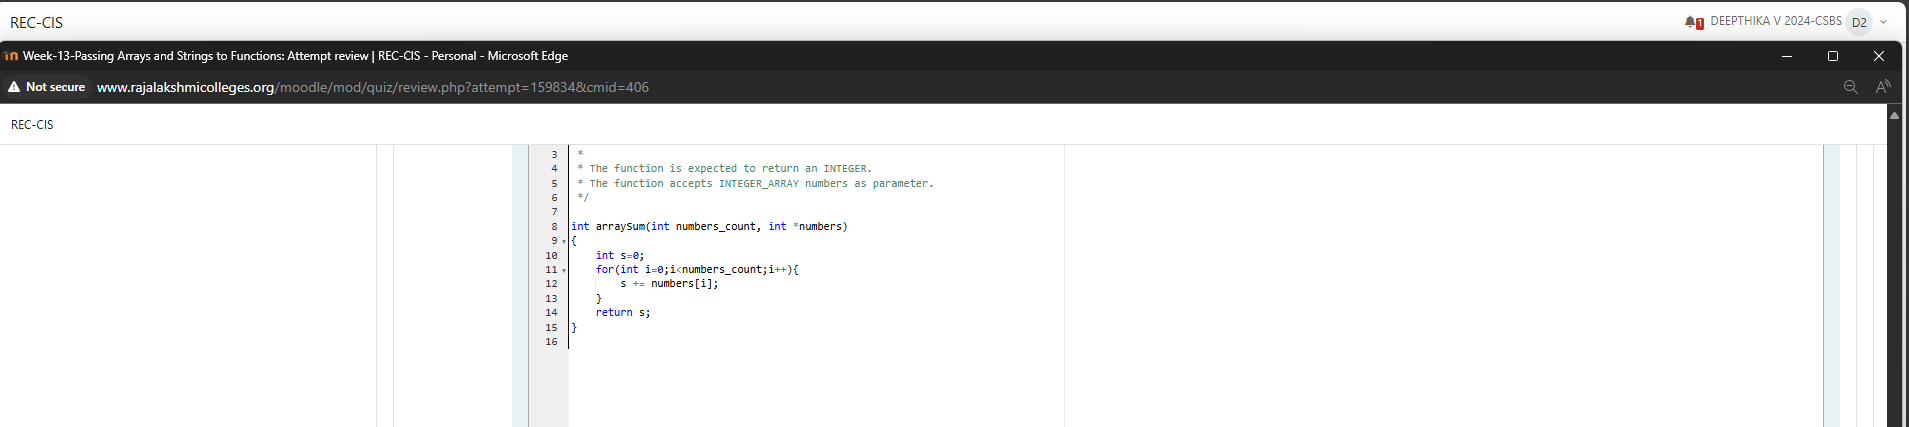 REC-CIS
1 DEEPTHIKA V 2024-CSBS D2
Week-13-Passing Arrays and Strings to Functions: Attempt review | REC-CIS - Personal - Microsoft Edge
Not secure www.rajalakshmicolleges.org/moodle/mod/quiz/review.php?attempt=159834&cmid=406
REC-CIS
3 *
4 * The function is expected to return an INTEGER.
5 * The function accepts INTEGER_ARRAY numbers as parameter.
6 */
7
8 int arraySum(int numbers_count, int *numbers)
9 {
10 int s=0;
11 for(int i=0;i<numbers_count;i++){
12 s += numbers[i];
13 }
14 return s;
15 }
16